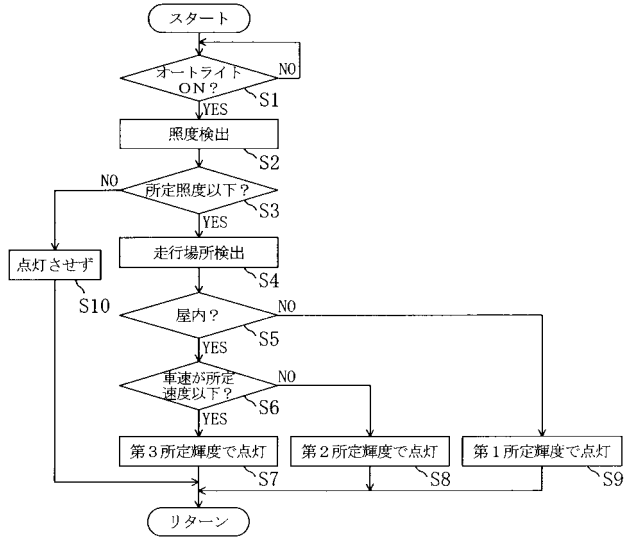 スタート
オートライト
ON?
NO
S1
YES
照度検出
S2
NO
所定照度以下?
S3
YES
点灯させず
S10
走行場所検出
S4
屋内?
NO
S5
YES
車速が所定
速度以下?
NO
S6
YES
第3所定輝度で点灯
S7
第2所定輝度で点灯
S8
第1所定輝度で点灯
S9
リターン